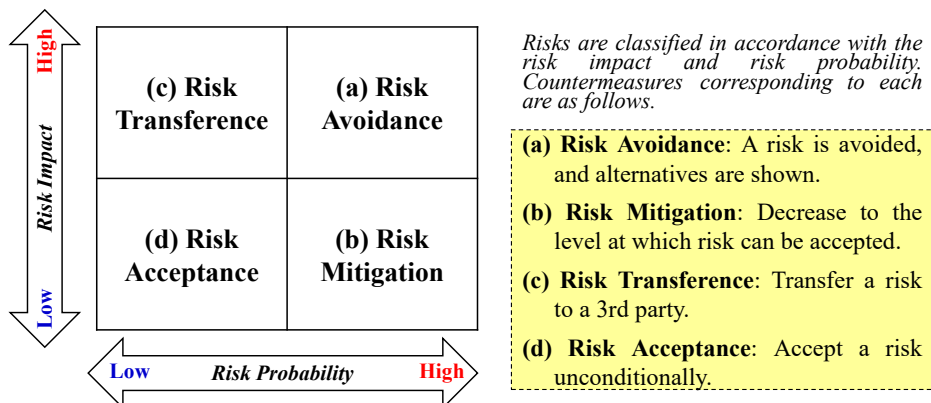 High
Risk Impact
Low
(c) Risk
Transference
(a) Risk
Avoidance
(d) Risk
Acceptance
(b) Risk
Mitigation
Low
Risk Probability
High
Risks are classified in accordance with the
risk impact and risk probability.
Countermeasures corresponding to each
are as follows.
(a) Risk Avoidance: A risk is avoided,
and alternatives are shown.
(b) Risk Mitigation: Decrease to the
level at which risk can be accepted.
(c) Risk Transference: Transfer a risk
to a 3rd party.
(d) Risk Acceptance: Accept a risk
unconditionally.